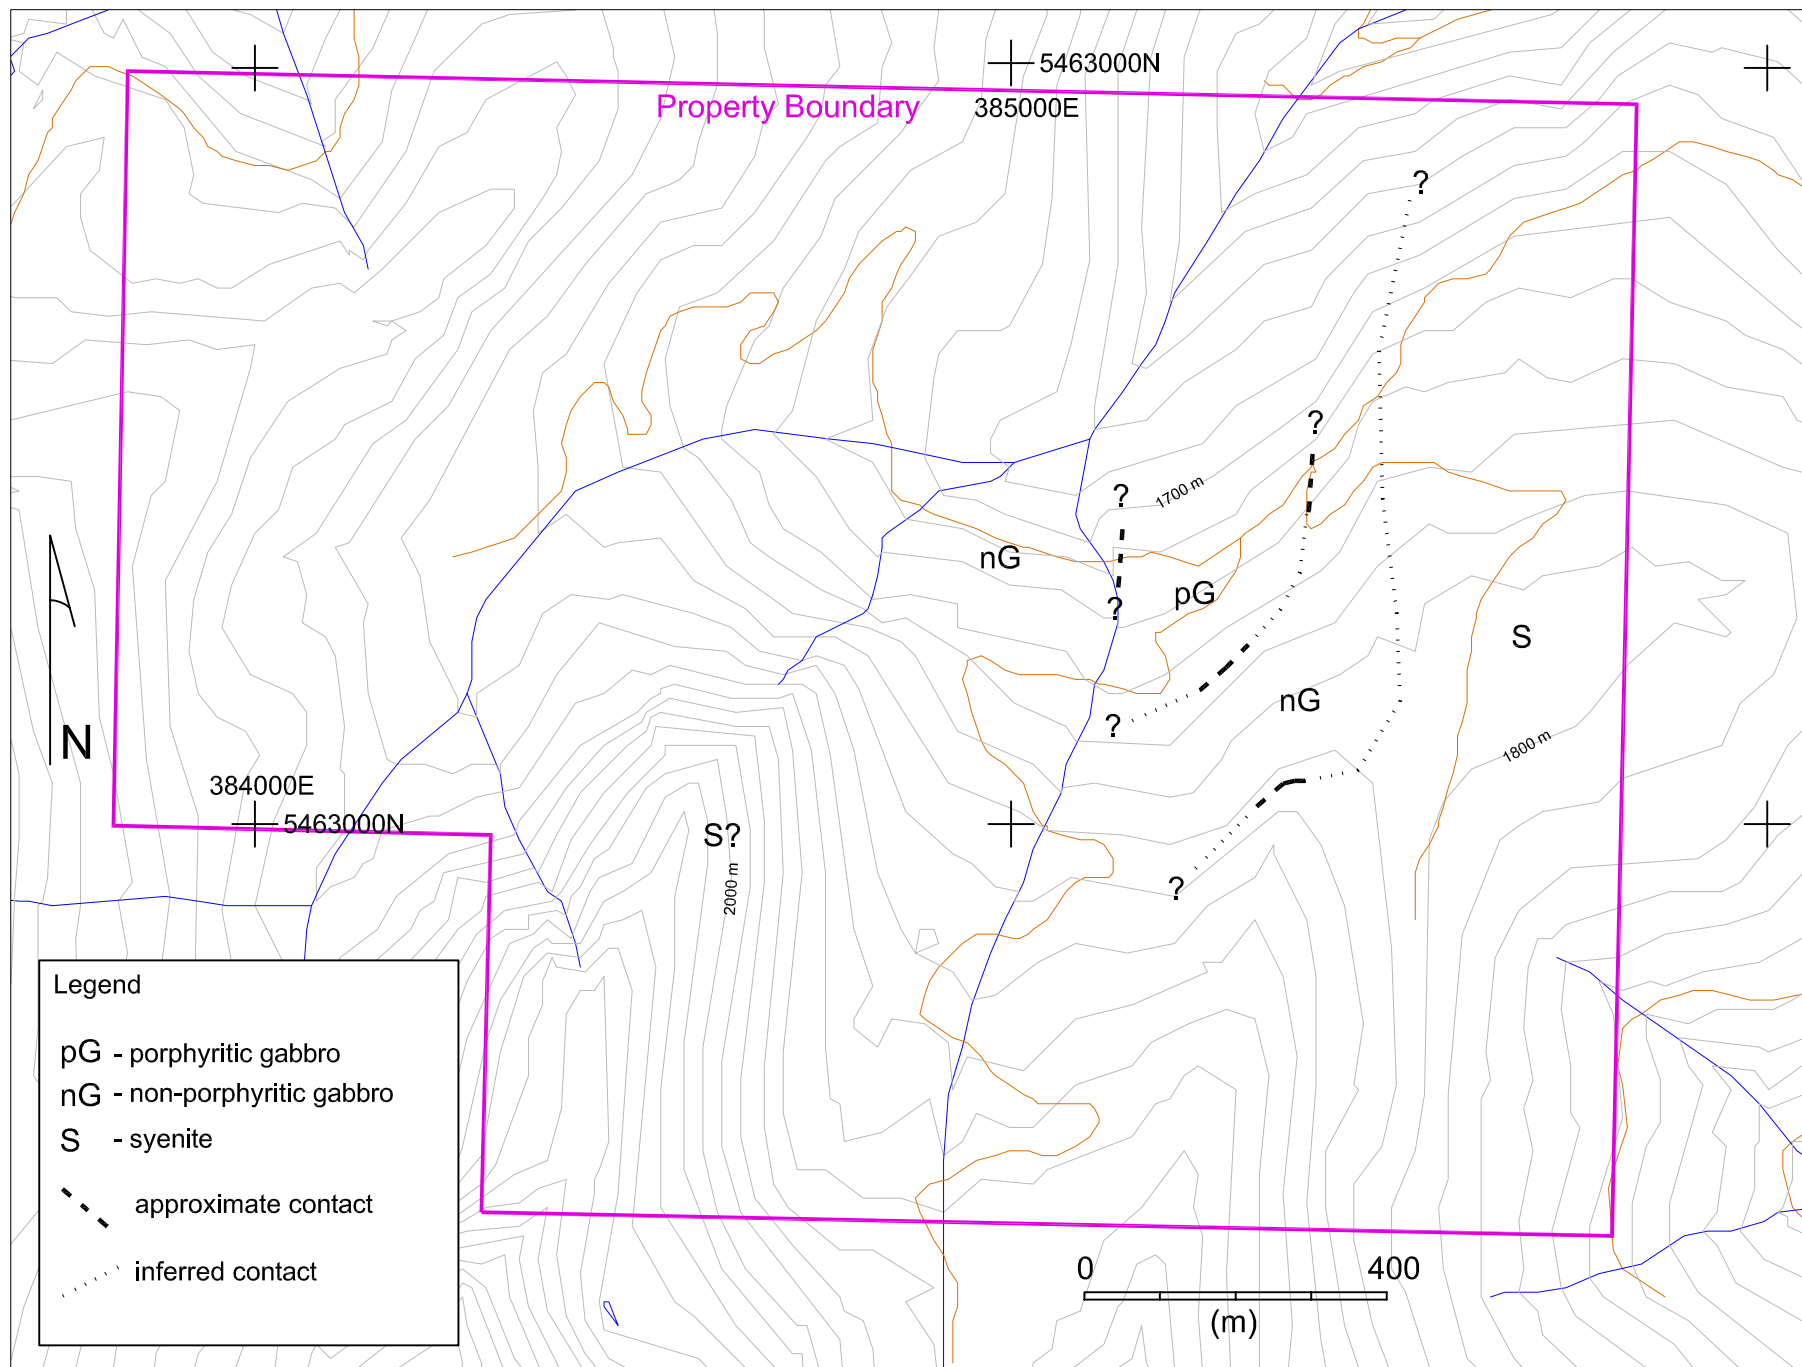 5463000N
Property Boundary
385000E
?
?
?
1700 m
nG
pG
?
S
nG
?
N
1800 m
384000E
5463000N
S?
2000 m
?
Legend
pG - porphyritic gabbro
nG - non-porphyritic gabbro
S - syenite
approximate contact
inferred contact
0 400
(m)